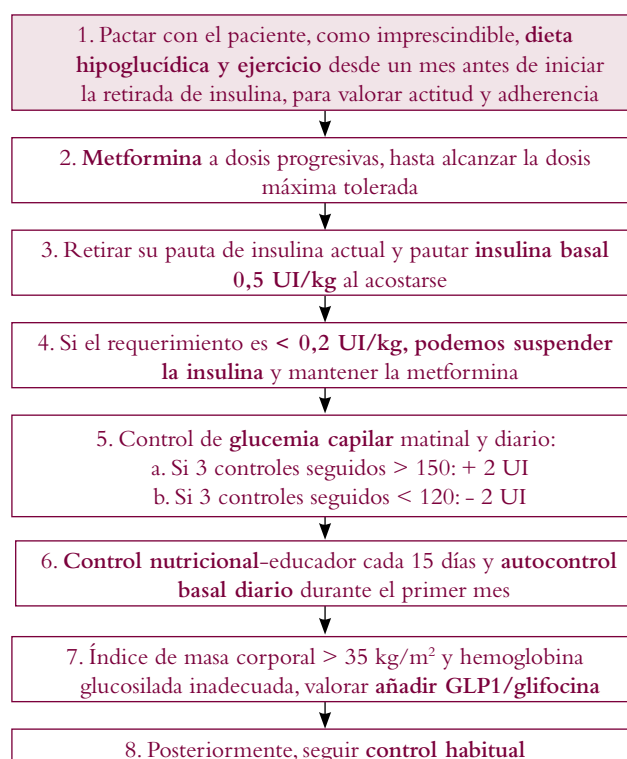 1. Pactar con el paciente, como imprescindible, dieta
hipoglucídica y ejercicio desde un mes antes de iniciar
la retirada de insulina, para valorar actitud y adherencia
2. Metformina a dosis progresivas, hasta alcanzar la dosis
máxima tolerada
3. Retirar su pauta de insulina actual y pautar insulina basal
0,5 UI/kg al acostarse
4. Si el requerimiento es < 0,2 UI/kg, podemos suspender
la insulina y mantener la metformina
5. Control de glucemia capilar matinal y diario:
a. Si 3 controles seguidos > 150: + 2 UI
b. Si 3 controles seguidos < 120: - 2 UI
6. Control nutricional-educador cada 15 días y autocontrol
basal diario durante el primer mes
7. Índice de masa corporal > 35 kg/m² y hemoglobina
glucosilada inadecuada, valorar añadir GLP1/glifocina
8. Posteriormente, seguir control habitual